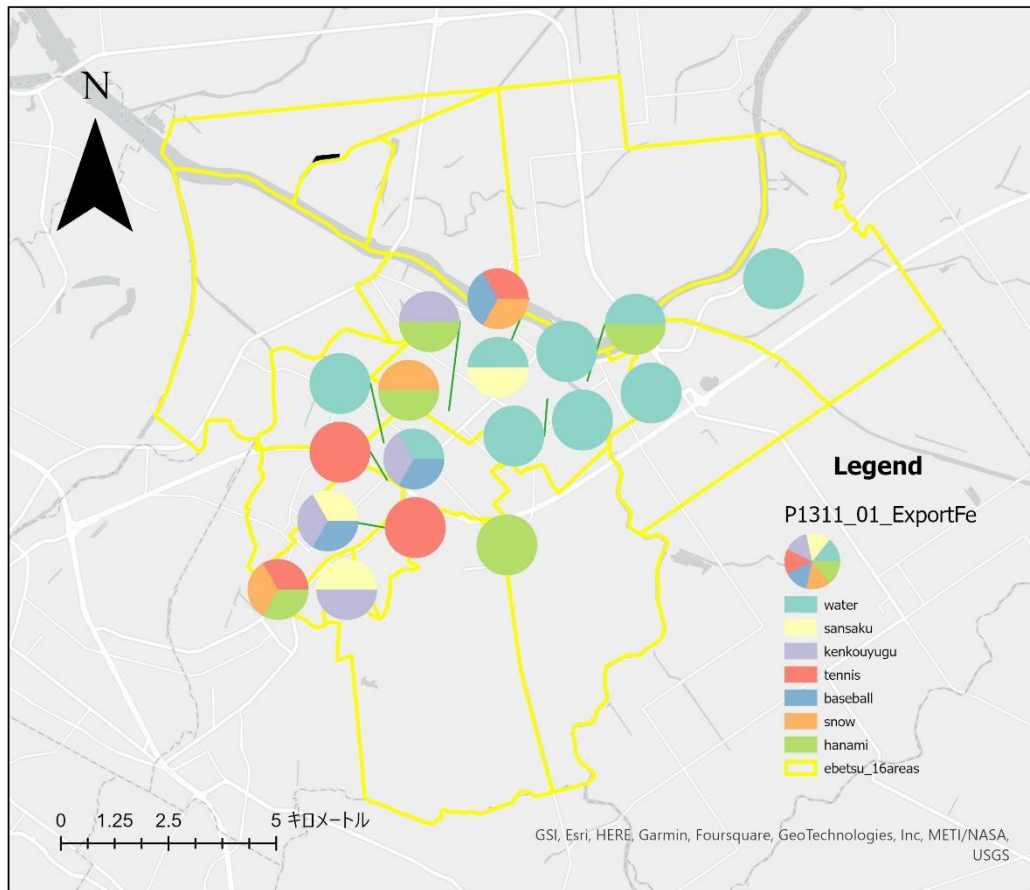 N
Legend
P1311_01_ExportFe
water
sansaku
kenkouyugu
tennis
baseball
snow
hanami
ebetsu_16areas
0 1.25 2.5 5 キロメートル
GSI, Esri, HERE, Garmin, Foursquare, GeoTechnologies, Inc, METI/NASA,
USGS